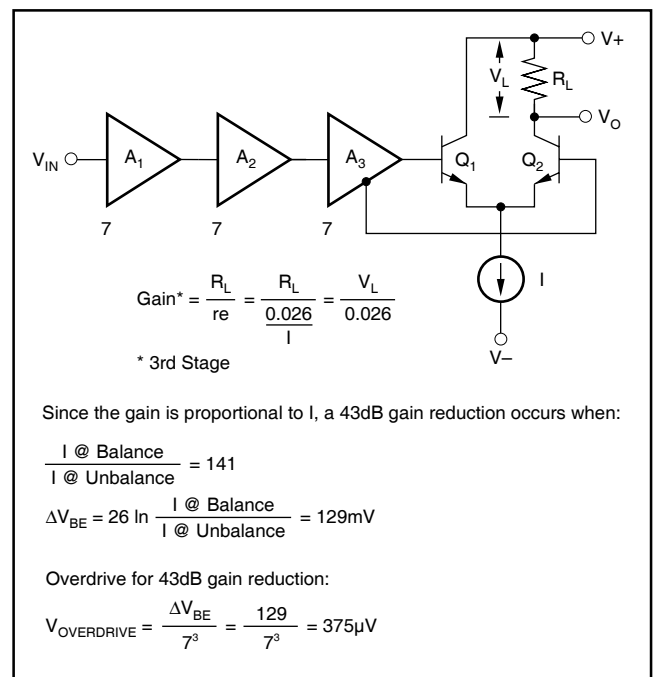 V+
V_L
R_L
V_O
V_IN
A_1
A_2
A_3
Q_1
Q_2
7
7
7
I
V–
Gain* = R_L / re = R_L / (0.026 / I) = V_L / 0.026
* 3rd Stage
Since the gain is proportional to I, a 43dB gain reduction occurs when:
I @ Balance / I @ Unbalance = 141
ΔV_BE = 26 ln I @ Balance / I @ Unbalance = 129mV
Overdrive for 43dB gain reduction:
V_OVERDRIVE = ΔV_BE / 7³ = 129 / 7³ = 375µV